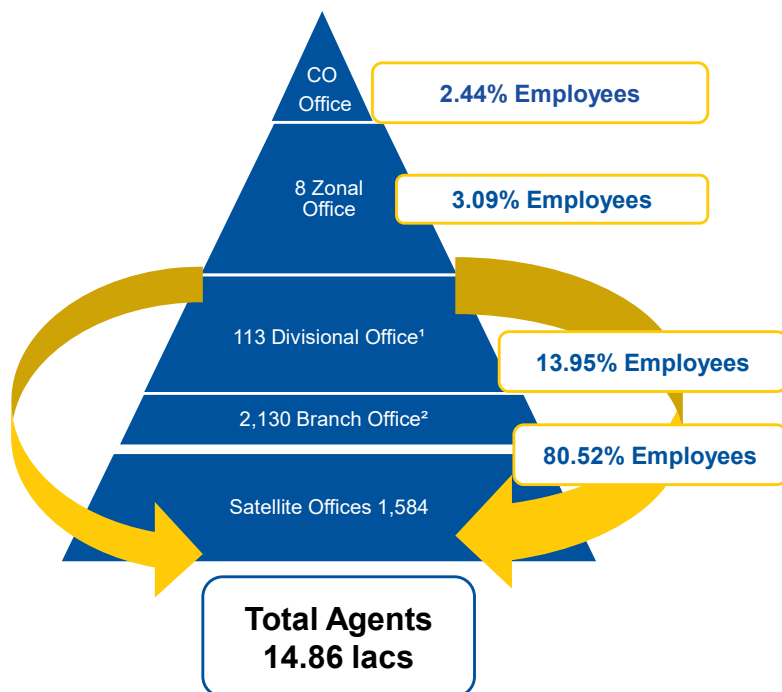 CO
Office
2.44% Employees
8 Zonal
Office
3.09% Employees
113 Divisional Office¹
13.95% Employees
2,130 Branch Office²
80.52% Employees
Satellite Offices 1,584
Total Agents
14.86 lacs